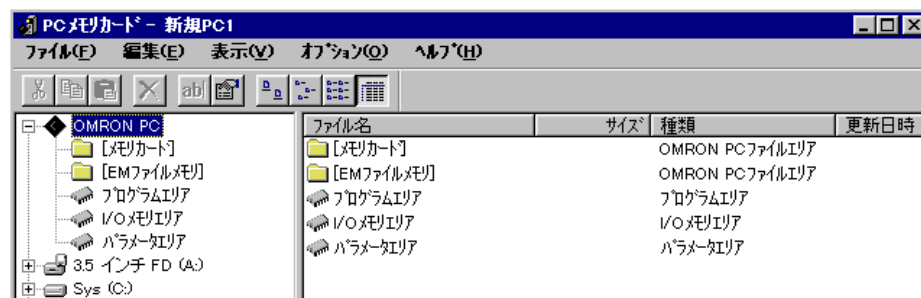 PCメモリカード - 新規PC1
ファイル(F) 編集(E) 表示(V) オプション(O) ヘルプ(H)
ab
OMRON PC
[メモリカード]
[EMファイルメモリ]
プログラムエリア
I/Oメモリエリア
パラメータエリア
3.5 インチ FD (A:)
Sys (C:)
ファイル名 サイズ 種類 更新日時
[メモリカード] OMRON PCファイルエリア
[EMファイルメモリ] OMRON PCファイルエリア
プログラムエリア プログラムエリア
I/Oメモリエリア I/Oメモリエリア
パラメータエリア パラメータエリア